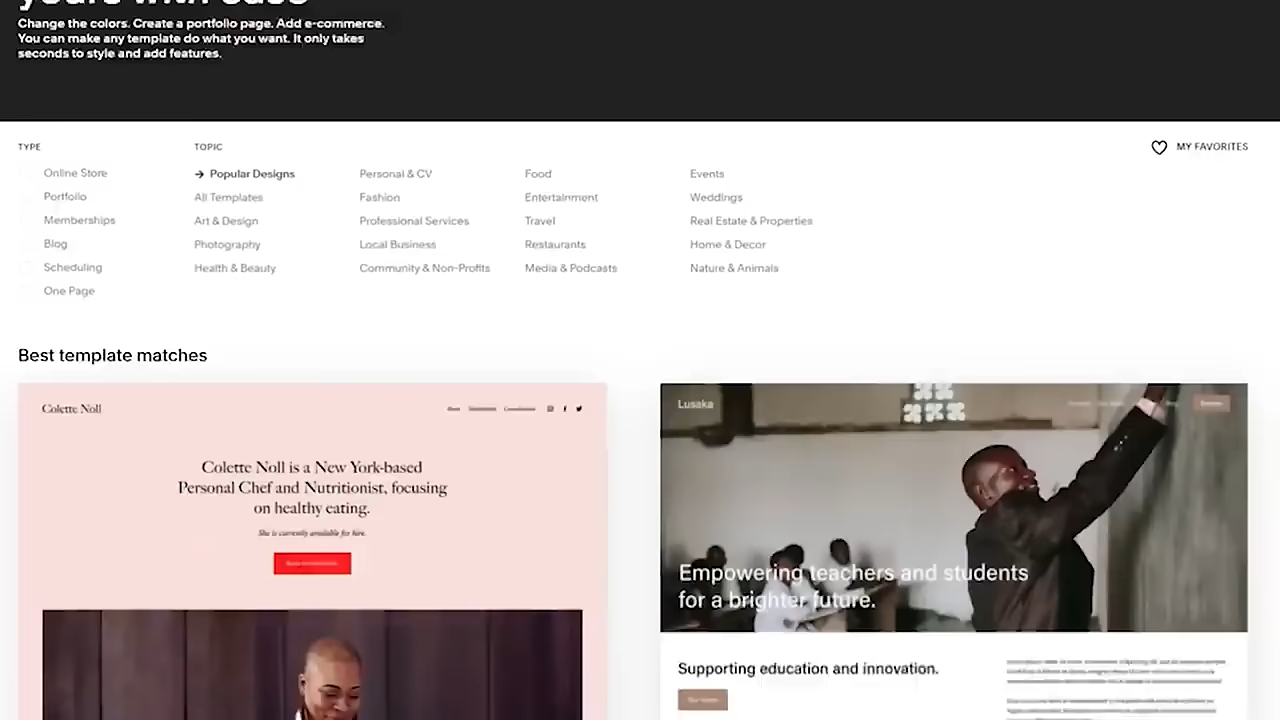 yours with ease
Change the colors. Create a portfolio page. Add e-commerce.
You can make any template do what you want. It only takes
seconds to style and add features.
TYPE
Online Store
Portfolio
Memberships
Blog
Scheduling
One Page
TOPIC
→ Popular Designs
All Templates
Art & Design
Photography
Health & Beauty
Personal & CV
Fashion
Professional Services
Local Business
Community & Non-Profits
Food
Entertainment
Travel
Restaurants
Media & Podcasts
Events
Weddings
Real Estate & Properties
Home & Decor
Nature & Animals
MY FAVORITES
Best template matches
Colette Noll
Colette Noll is a New York-based
Personal Chef and Nutritionist, focusing
on healthy eating.
She is currently available for hire.
Lusaka
Empowering teachers and students
for a brighter future.
Supporting education and innovation.